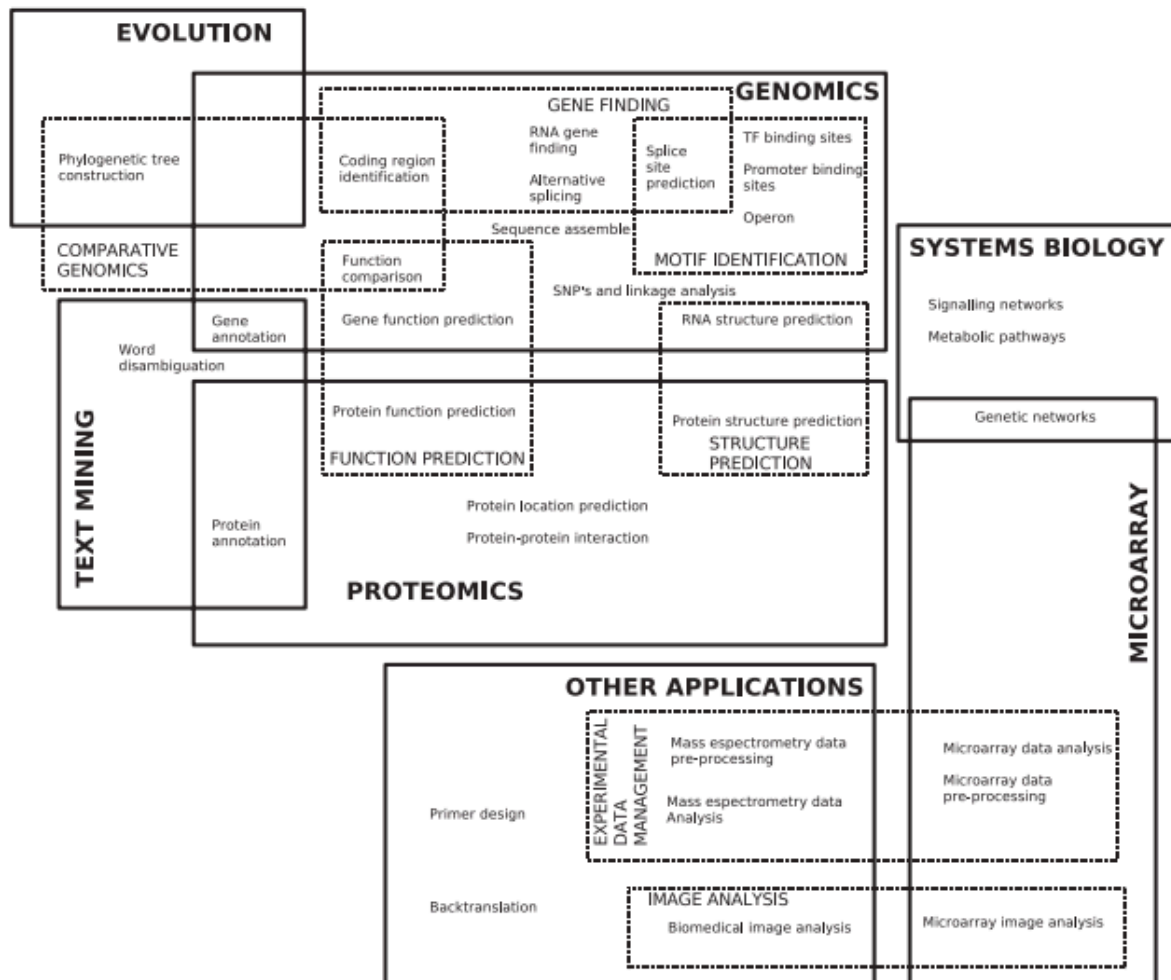 EVOLUTION
GENOMICS
GENE FINDING
RNA gene
finding
Alternative
splicing
Splice
site
prediction
TF binding sites
Promoter binding
sites
Operon
MOTIF IDENTIFICATION
Phylogenetic tree
construction
Coding region
identification
COMPARATIVE
GENOMICS
Sequence assemble
Function
comparison
SNP's and linkage analysis
Gene
annotation
Gene function prediction
RNA structure prediction
Word
disambiguation
TEXT MINING
Protein function prediction
FUNCTION PREDICTION
Protein structure prediction
STRUCTURE
PREDICTION
Protein location prediction
Protein-protein interaction
Protein
annotation
PROTEOMICS
SYSTEMS BIOLOGY
Signalling networks
Metabolic pathways
Genetic networks
MICROARRAY
OTHER APPLICATIONS
EXPERIMENTAL
DATA
MANAGEMENT
Mass espectrometry data
pre-processing
Mass espectrometry data
Analysis
Microarray data analysis
Microarray data
pre-processing
Primer design
Backtranslation
IMAGE ANALYSIS
Biomedical image analysis
Microarray image analysis